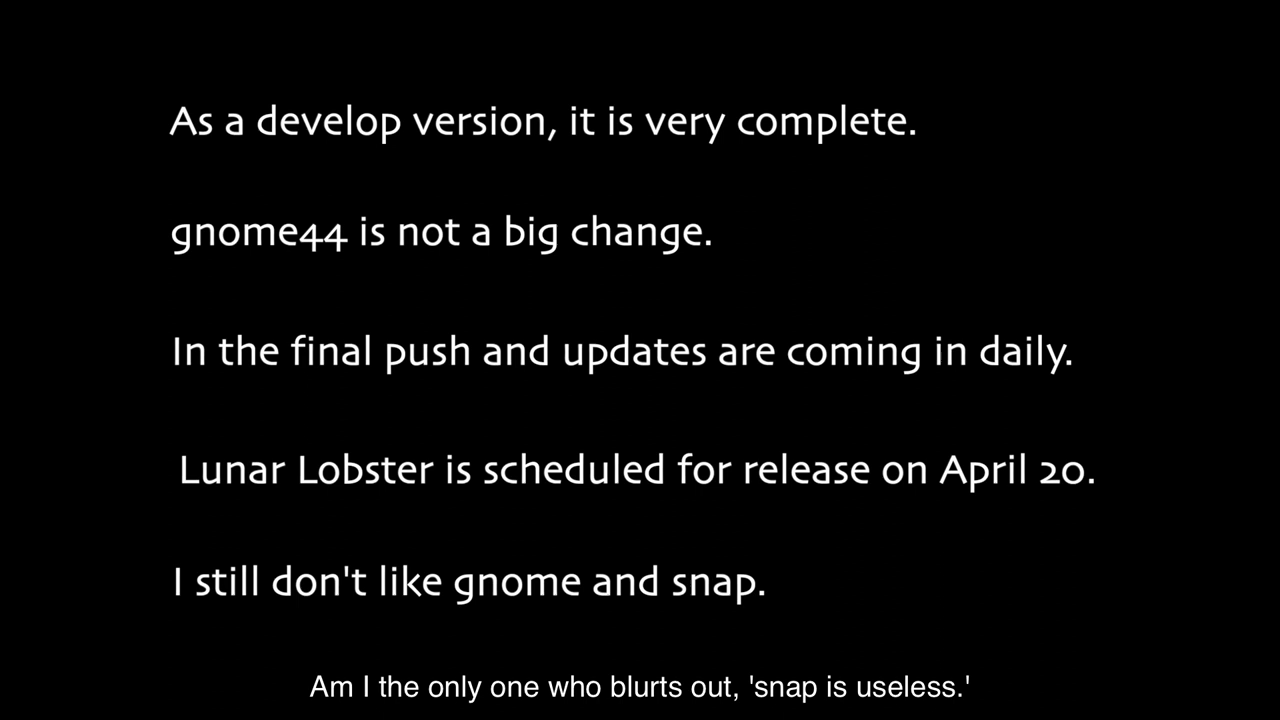 As a develop version, it is very complete.
gnome44 is not a big change.
In the final push and updates are coming in daily.
Lunar Lobster is scheduled for release on April 20.
I still don't like gnome and snap.
Am I the only one who blurts out, 'snap is useless.'